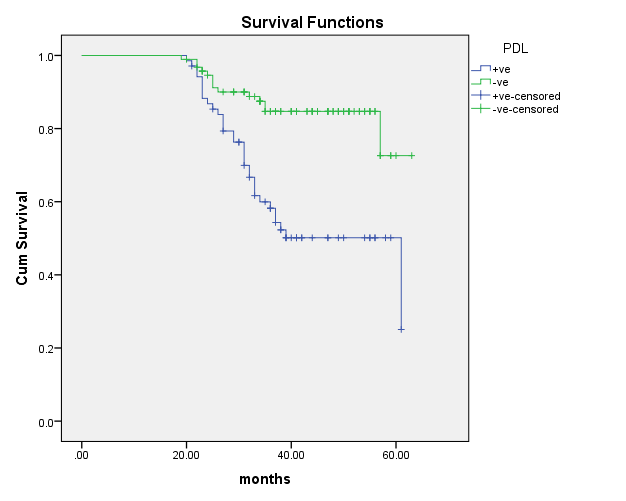 Survival Functions
PDL
+ve
-ve
+ve-censored
-ve-censored
1.0
0.8
0.6
0.4
0.2
0.0
Cum Survival
.00 20.00 40.00 60.00
months